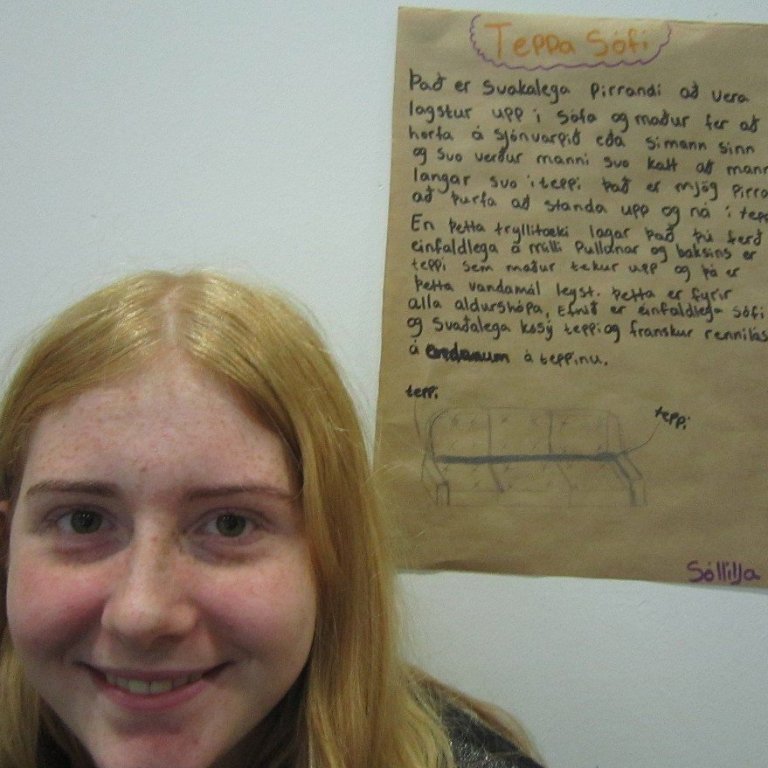 Teppa Sófi
Það er svakalega pirrandi að vera
lagstur upp í sófa og maður fer að
horfa á sjónvarpið eða símann sinn
og svo verður manni svo kalt að mann
langar svo í teppi það er mjög pirra
að þurfa að standa upp og ná í tepp
En þetta tryllitæki lagar það þú ferð
einfaldlega á milli pullanar og baksins er
teppi sem maður tekur upp og þá er
þetta vandamál leyst. Þetta er fyrir
alla aldurshópa, Efnið er einfaldlega sófi
og svaðalega kosý teppi og franskur rennilás
á endanum á teppinu.
teppi
teppi
Sóllilja